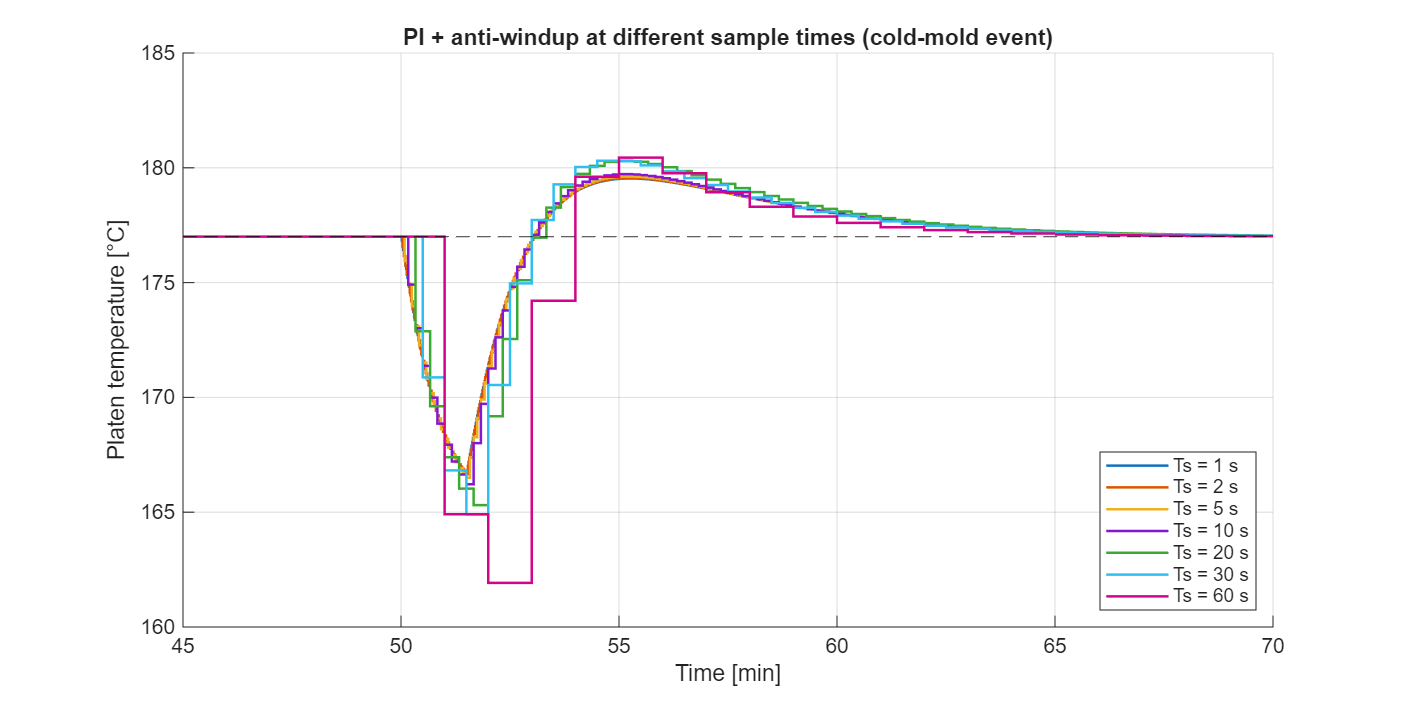 PI + anti-windup at different sample times (cold-mold event)
185
180
175
170
165
160
Platen temperature [°C]
45
50
55
60
65
70
Time [min]
Ts = 1 s
Ts = 2 s
Ts = 5 s
Ts = 10 s
Ts = 20 s
Ts = 30 s
Ts = 60 s